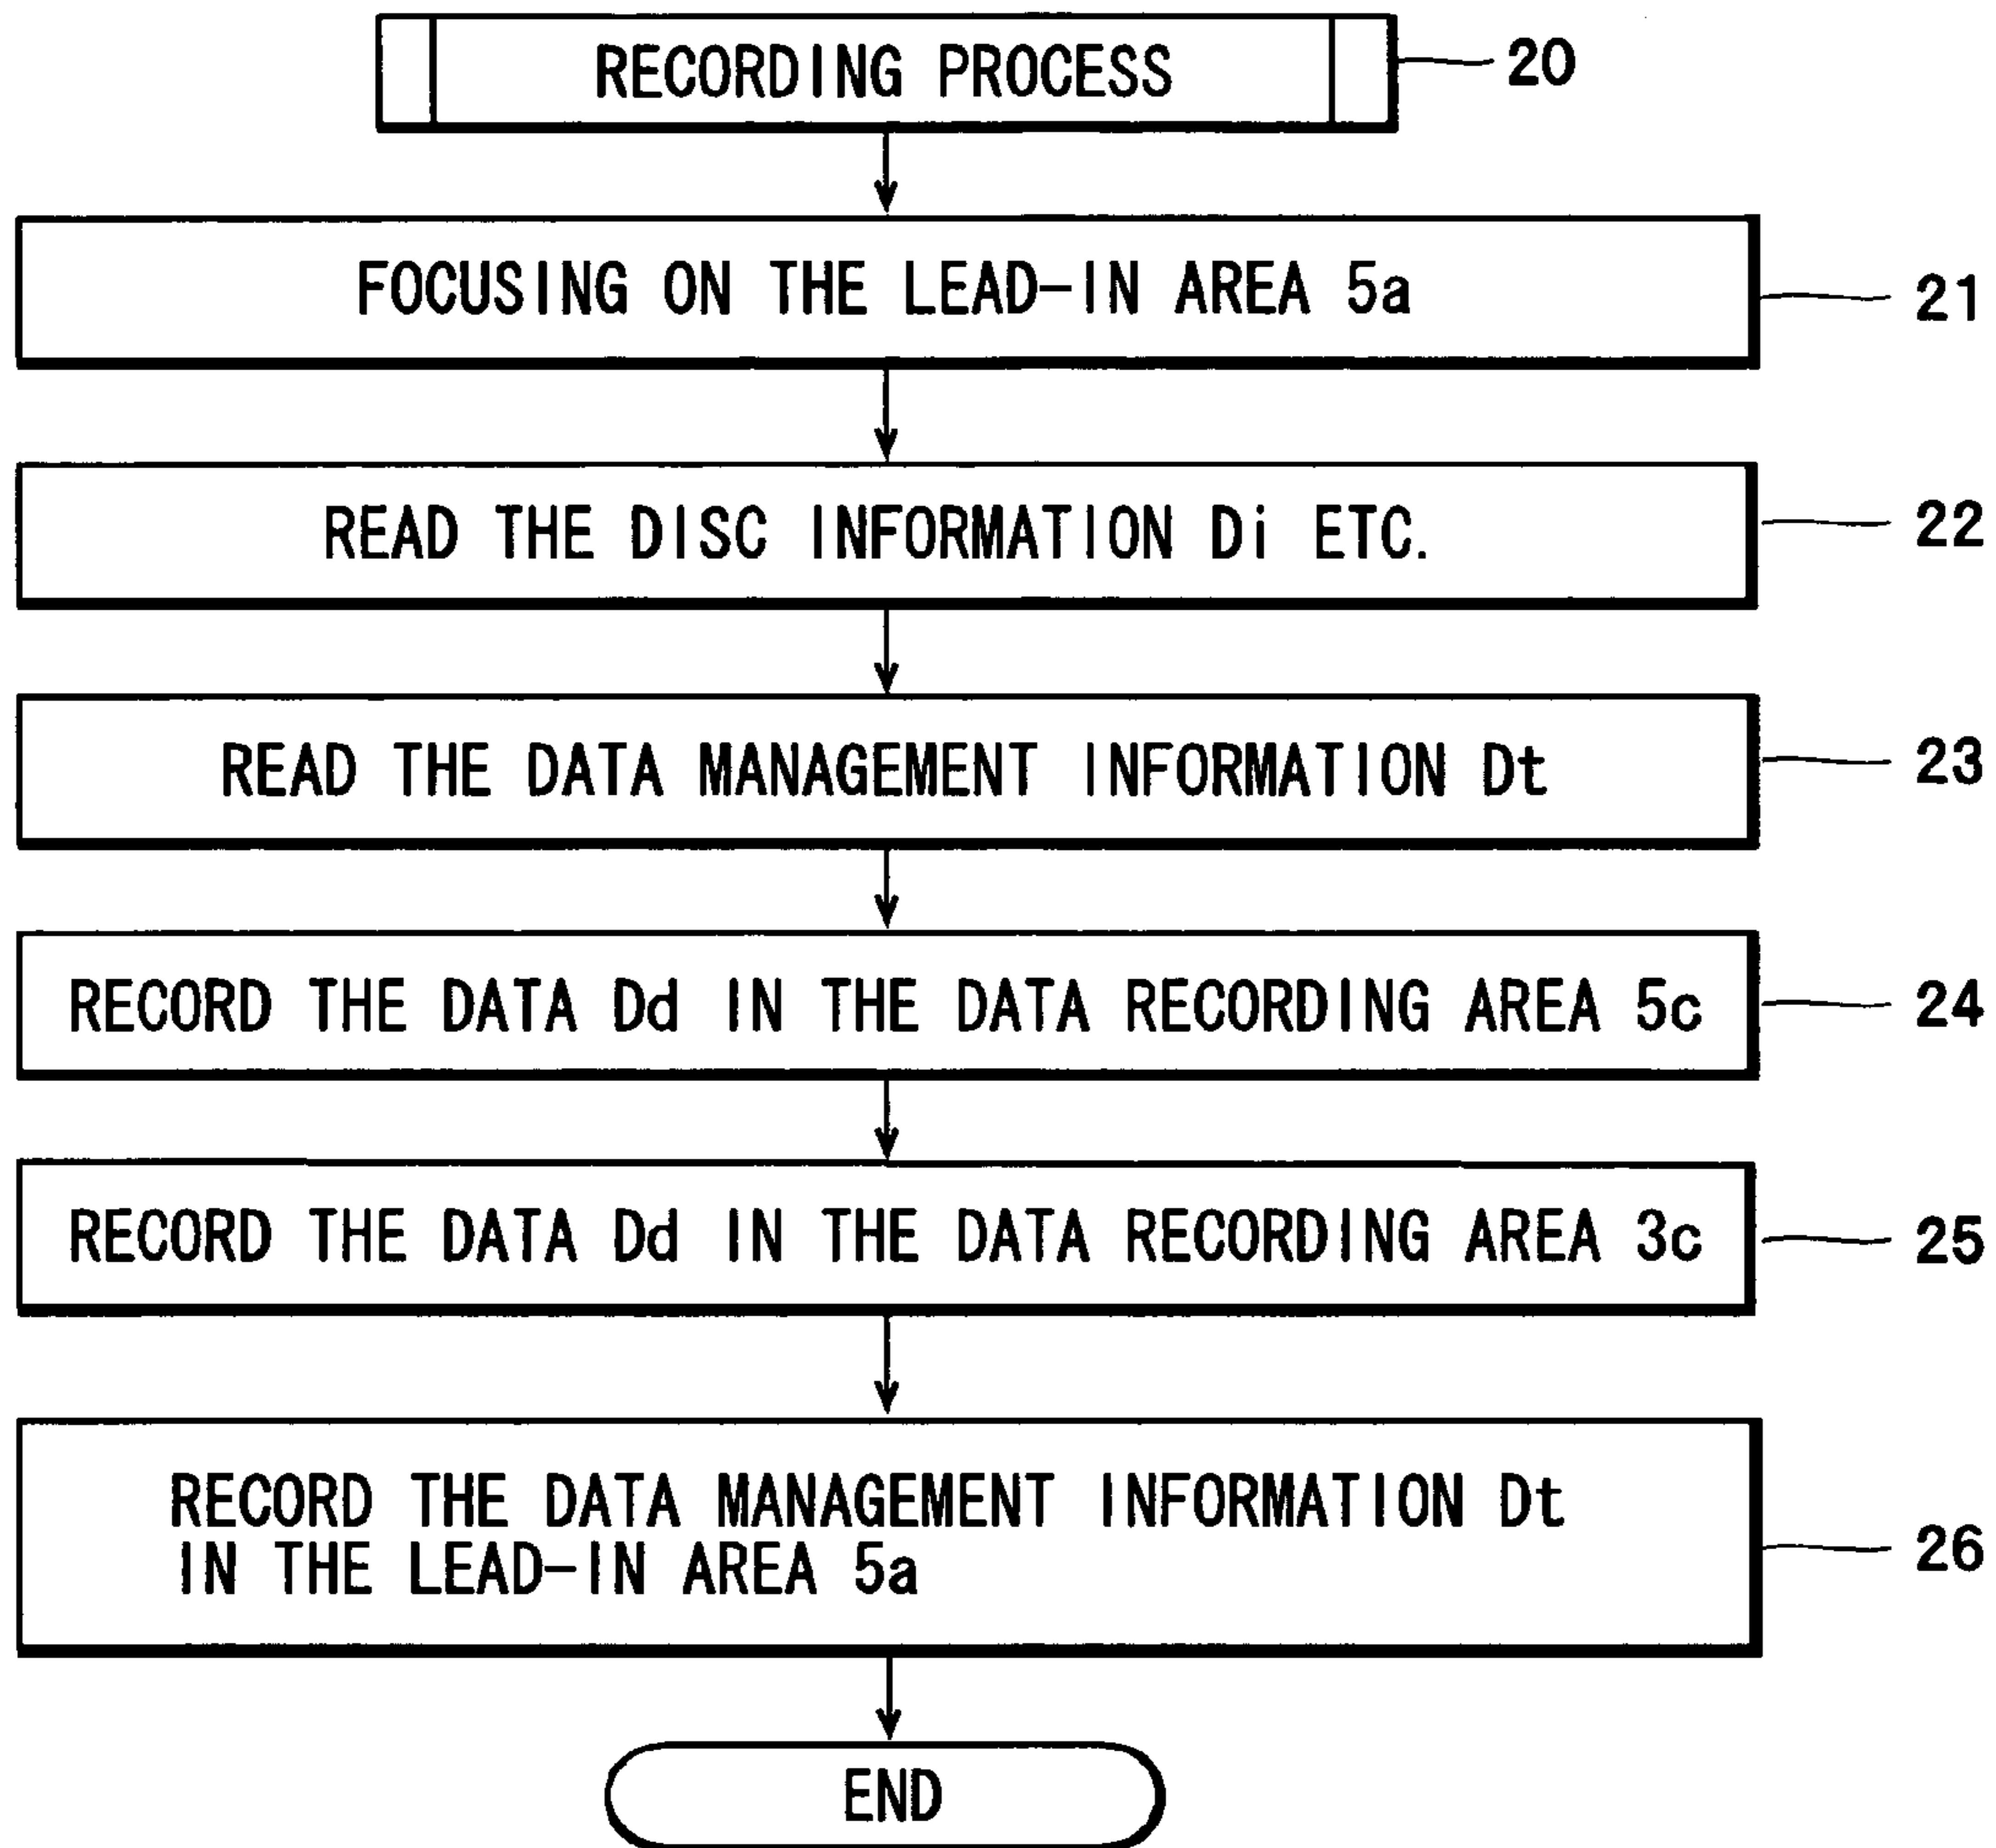 RECORDING PROCESS
20
FOCUSING ON THE LEAD-IN AREA 5a
21
READ THE DISC INFORMATION Di ETC.
22
READ THE DATA MANAGEMENT INFORMATION Dt
23
RECORD THE DATA Dd IN THE DATA RECORDING AREA 5c
24
RECORD THE DATA Dd IN THE DATA RECORDING AREA 3c
25
RECORD THE DATA MANAGEMENT INFORMATION Dt
IN THE LEAD-IN AREA 5a
26
END